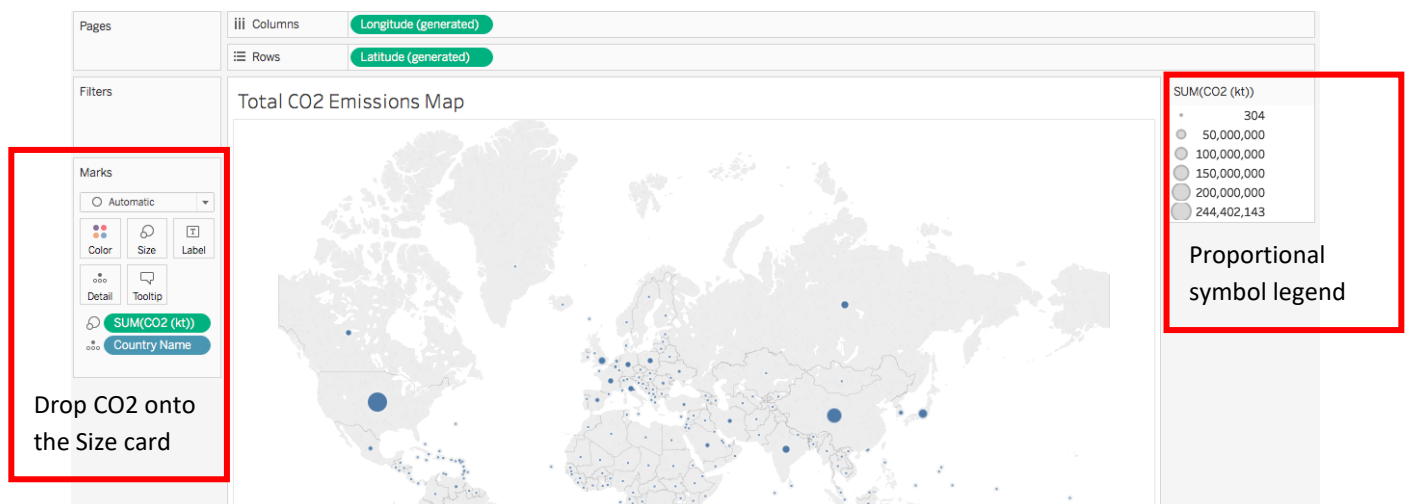 Pages
Columns
Longitude (generated)
Rows
Latitude (generated)
Filters
Total CO2 Emissions Map
Marks
Automatic
Color
Size
T
Label
Detail
Tooltip
SUM(CO2 (kt))
Country Name
Drop CO2 onto
the Size card
SUM(CO2 (kt))
304
50,000,000
100,000,000
150,000,000
200,000,000
244,402,143
Proportional
symbol legend